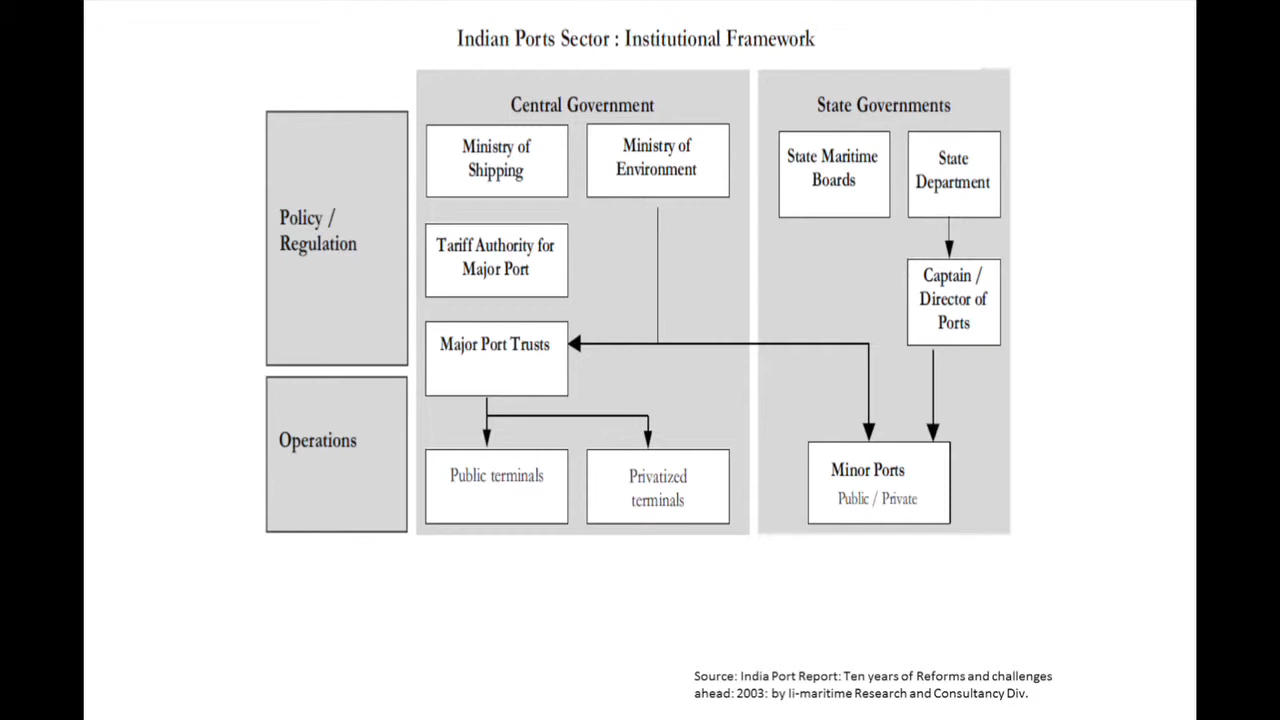 Indian Ports Sector : Institutional Framework
Central Government
State Governments
Policy /
Regulation
Operations
Ministry of
Shipping
Ministry of
Environment
Tariff Authority for
Major Port
Major Port Trusts
Public terminals
Privatized
terminals
State Maritime
Boards
State
Department
Captain /
Director of
Ports
Minor Ports
Public / Private
Source: India Port Report: Ten years of Reforms and challenges
ahead: 2003: by Ii-maritime Research and Consultancy Div.